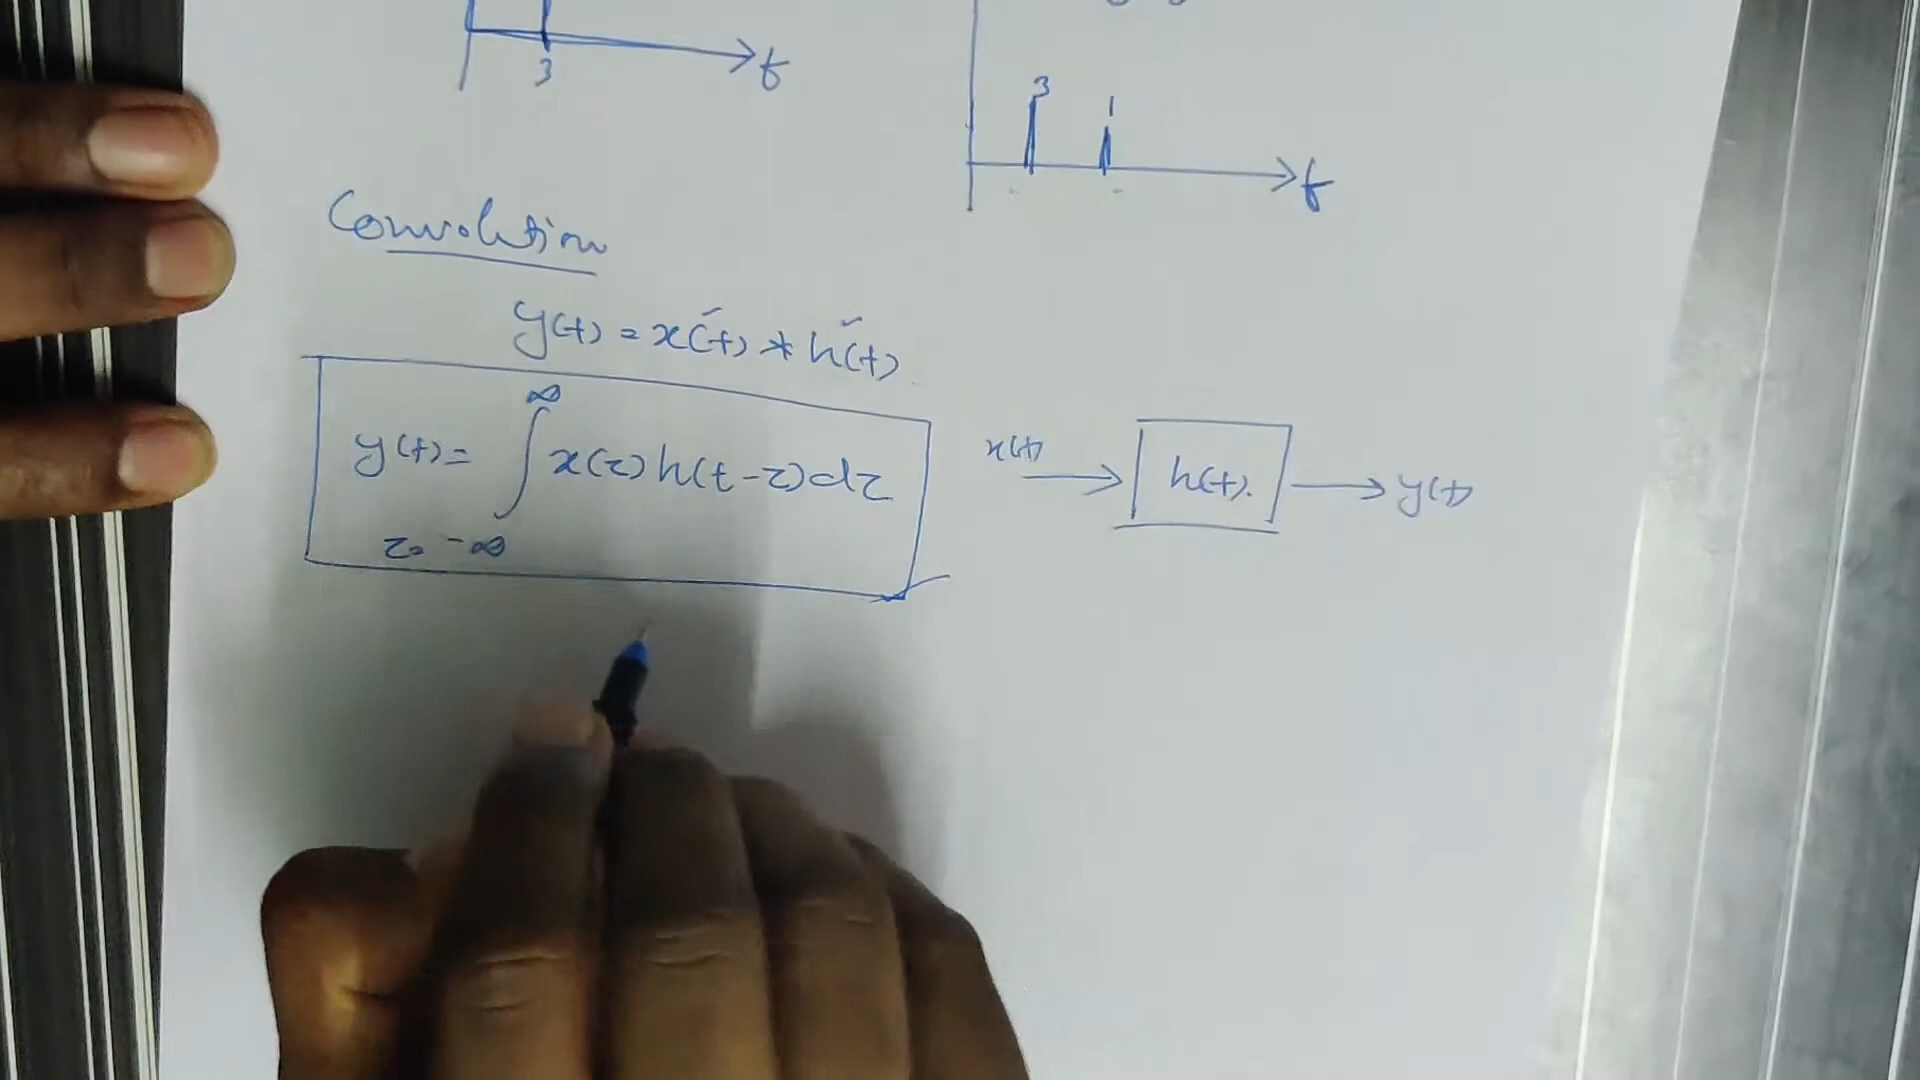 3
f
3 1
f
Convolution
y(t) = x(t) * h(t)
∞
y(t) = ∫ x(τ) h(t-τ) dτ
τ= -∞
x(t) → h(t). → y(t)